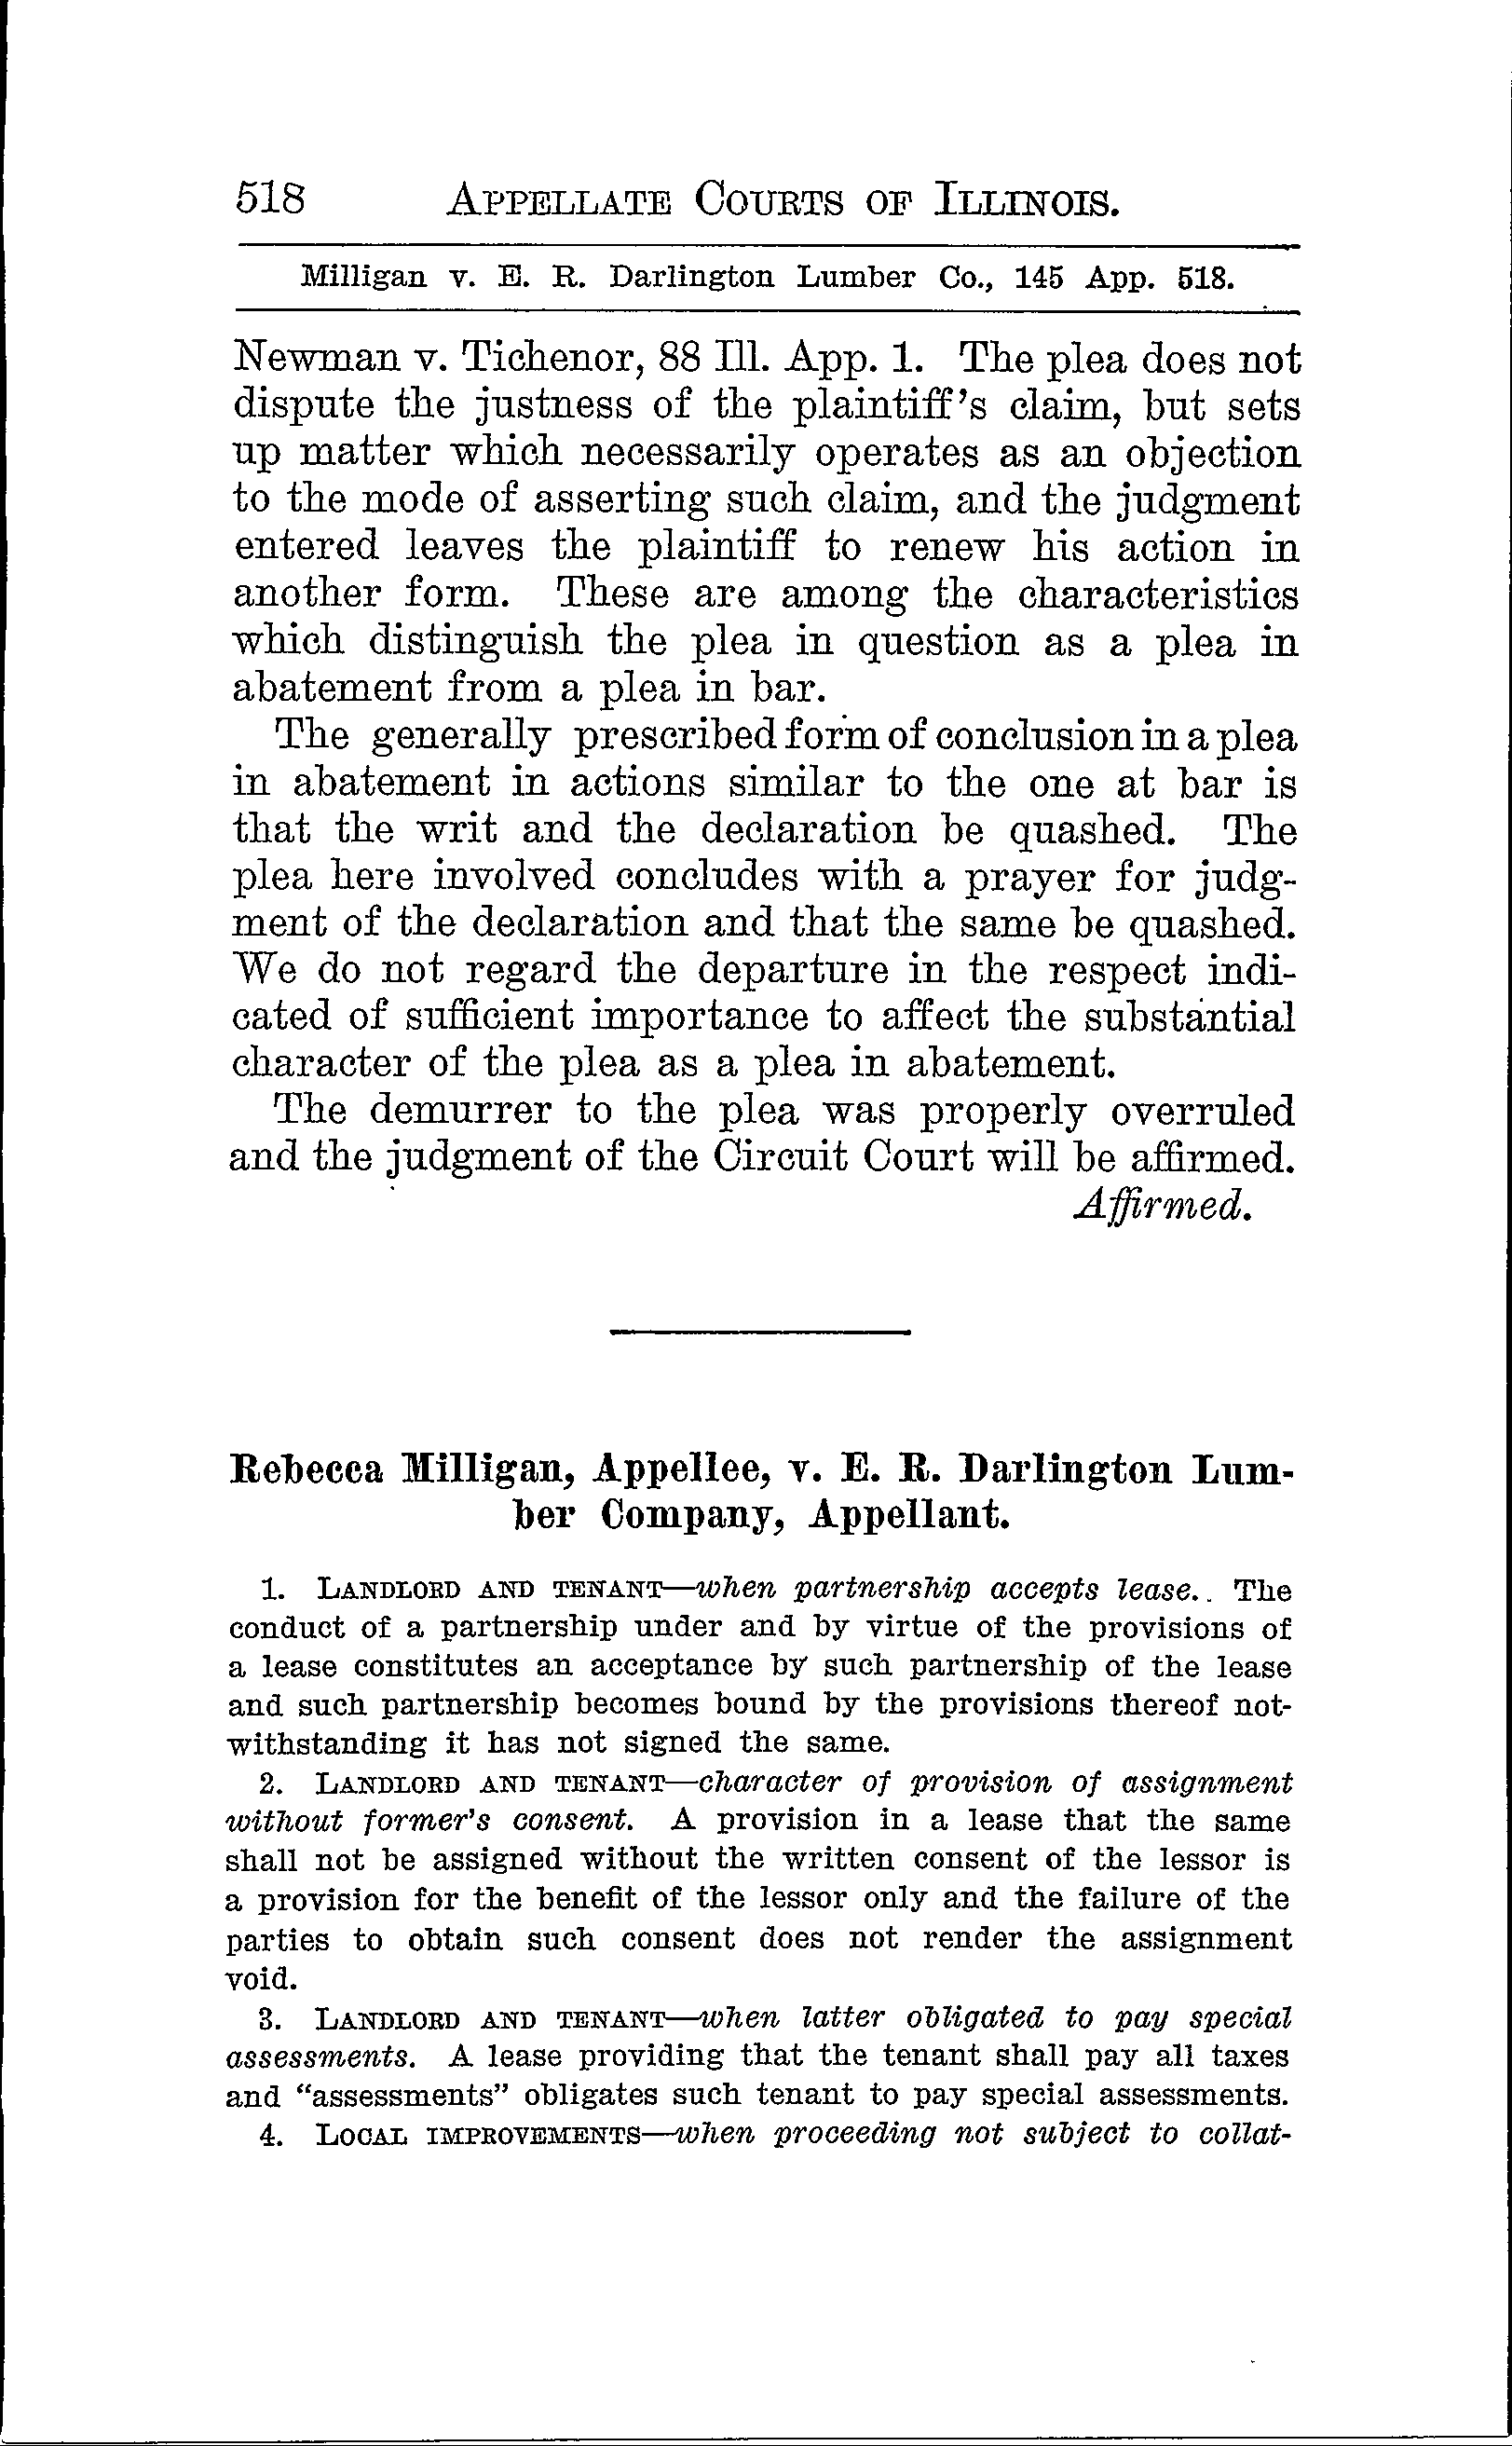 518 APPELLATE COURTS OF ILLINOIS.
Milligan v. E. R. Darlington Lumber Co., 145 App. 518.
Newman v. Tichenor, 88 Ill. App. 1. The plea does not
dispute the justness of the plaintiff's claim, but sets
up matter which necessarily operates as an objection
to the mode of asserting such claim, and the judgment
entered leaves the plaintiff to renew his action in
another form. These are among the characteristics
which distinguish the plea in question as a plea in
abatement from a plea in bar.
The generally prescribed form of conclusion in a plea
in abatement in actions similar to the one at bar is
that the writ and the declaration be quashed. The
plea here involved concludes with a prayer for judg-
ment of the declaration and that the same be quashed.
We do not regard the departure in the respect indi-
cated of sufficient importance to affect the substantial
character of the plea as a plea in abatement.
The demurrer to the plea was properly overruled
and the judgment of the Circuit Court will be affirmed.
Affirmed.
Rebecca Milligan, Appellee, v. E. R. Darlington Lum-
ber Company, Appellant.
1. LANDLORD AND TENANT—when partnership accepts lease.. The
conduct of a partnership under and by virtue of the provisions of
a lease constitutes an acceptance by such partnership of the lease
and such partnership becomes bound by the provisions thereof not-
withstanding it has not signed the same.
2. LANDLORD AND TENANT—character of provision of assignment
without former's consent. A provision in a lease that the same
shall not be assigned without the written consent of the lessor is
a provision for the benefit of the lessor only and the failure of the
parties to obtain such consent does not render the assignment
void.
3. LANDLORD AND TENANT—when latter obligated to pay special
assessments. A lease providing that the tenant shall pay all taxes
and "assessments" obligates such tenant to pay special assessments.
4. LOCAL IMPROVEMENTS—when proceeding not subject to collat-